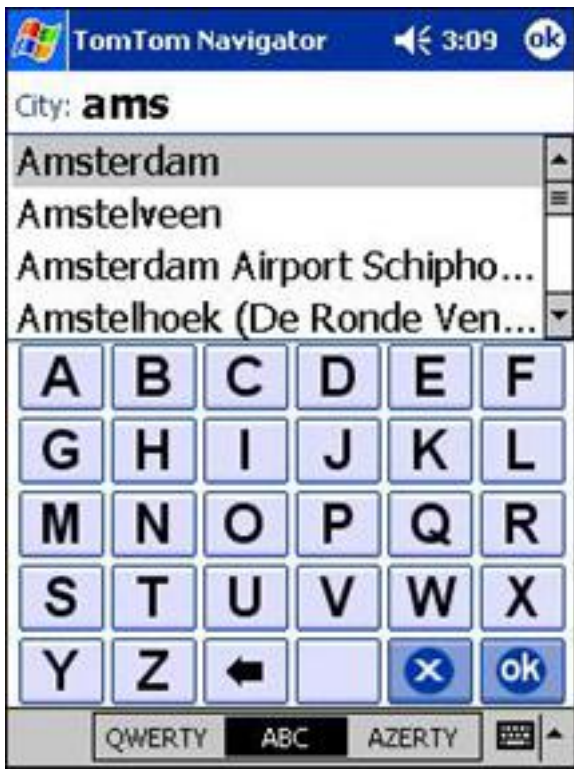 TomTom Navigator 3:09 ok
City: ams
Amsterdam
Amstelveen
Amsterdam Airport Schipho...
Amstelhoek (De Ronde Ven...
A B C D E F
G H I J K L
M N O P Q R
S T U V W X
Y Z ok
QWERTY ABC AZERTY